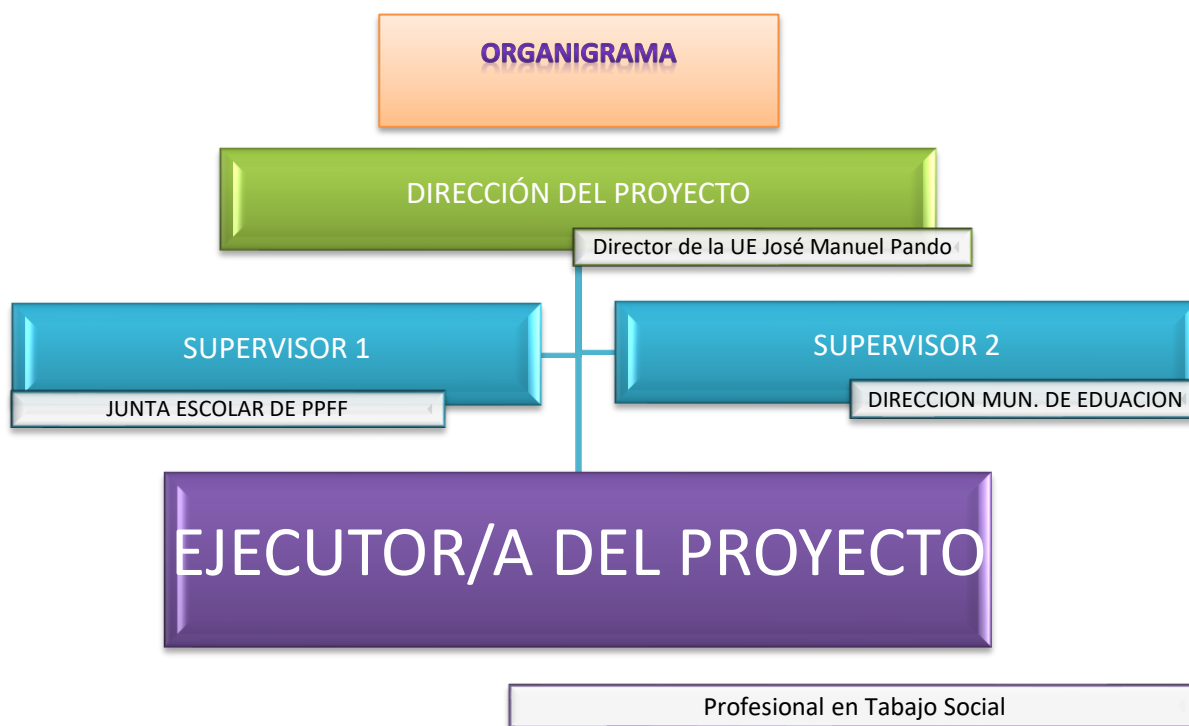 ORGANIGRAMA
DIRECCIÓN DEL PROYECTO
Director de la UE José Manuel Pando
SUPERVISOR 1
JUNTA ESCOLAR DE PPFF
SUPERVISOR 2
DIRECCION MUN. DE EDUACION
EJECUTOR/A DEL PROYECTO
Profesional en Tabajo Social